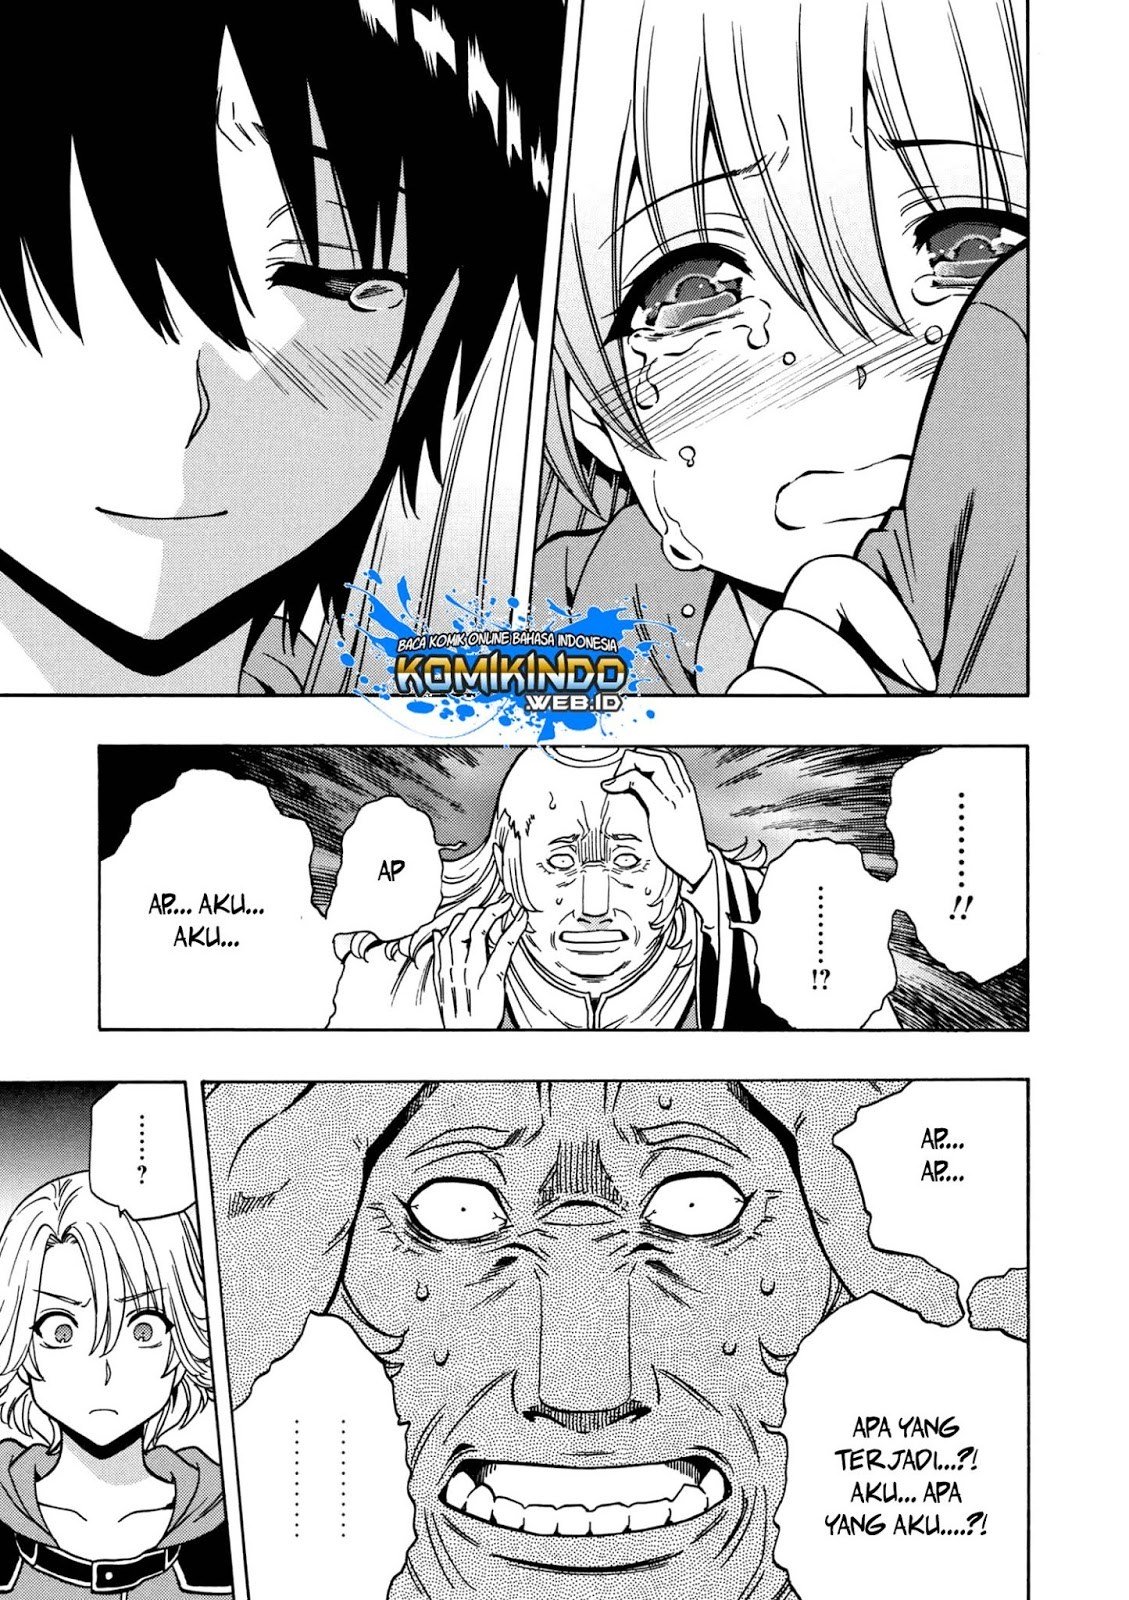 BACA KOMIK ONLINE BAHASA INDONESIA
KOMIKINDO
.WEB.ID
......!!
......!?
AP
AP.... AKU...
AKU...
AP....
AP....
APA YANG
TERJADI...?!
AKU... APA
YANG AKU....?!
......
......
......?